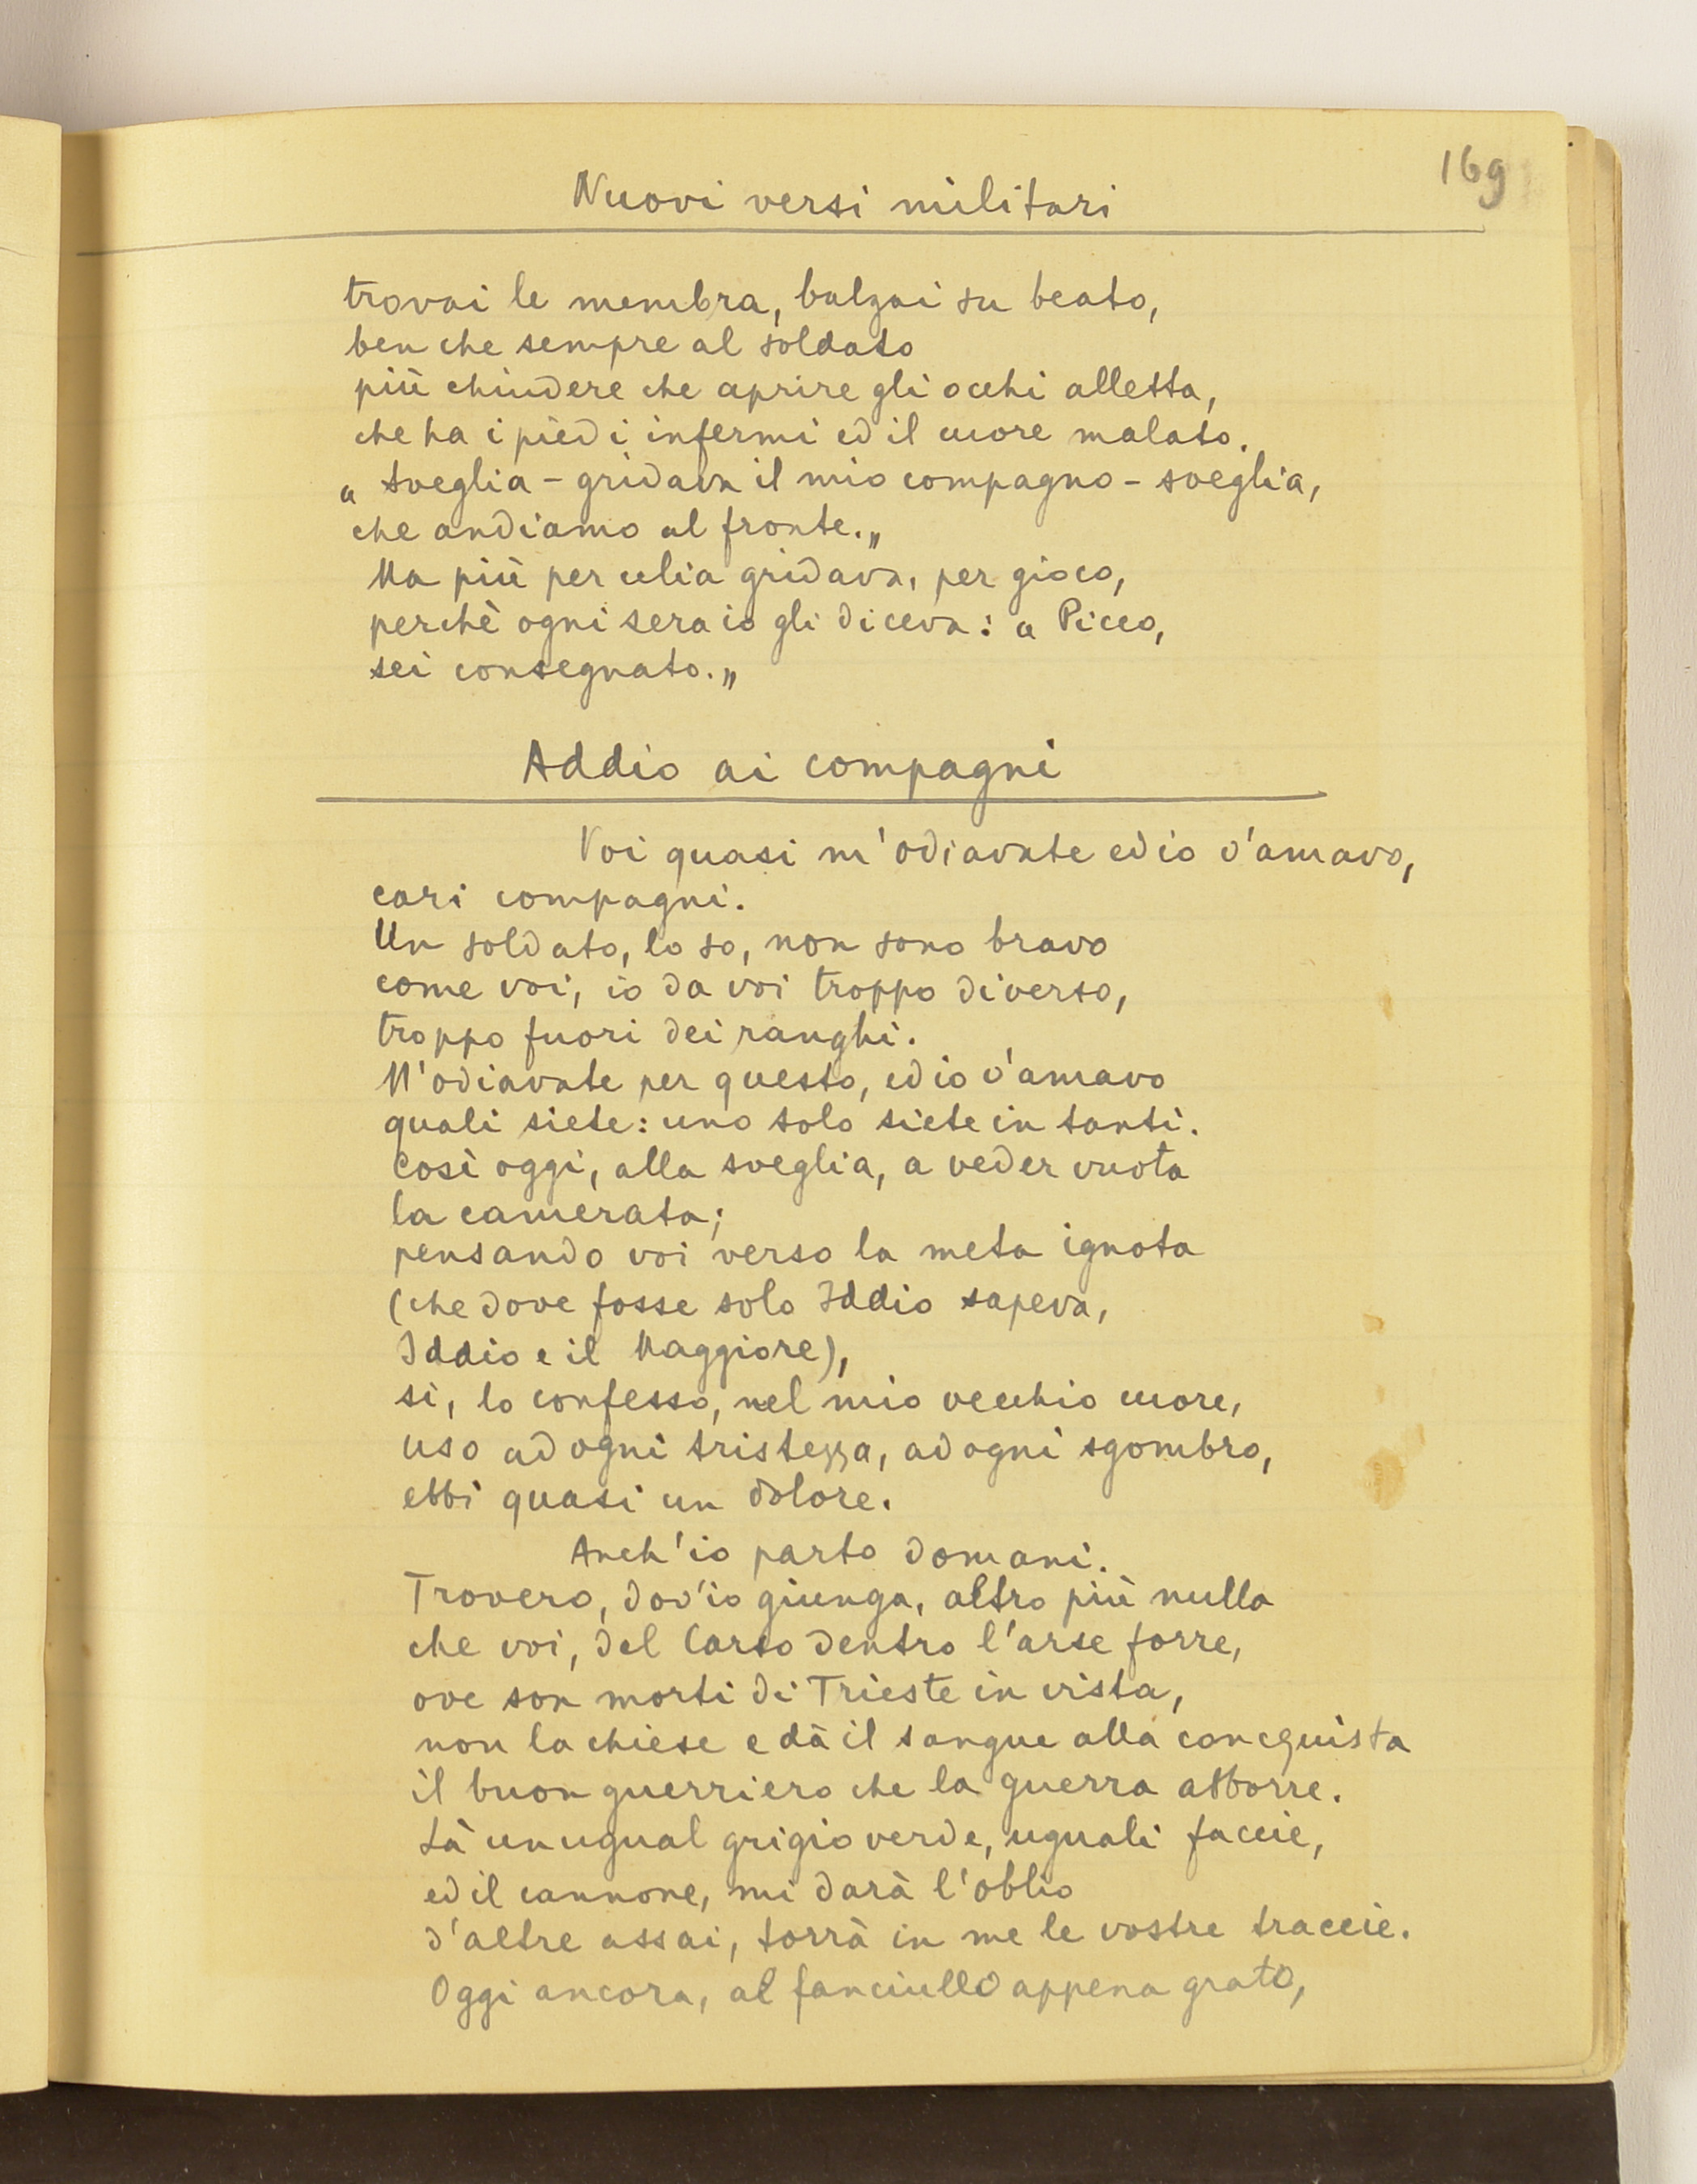 169
Nuovi versi militari
trovai le membra, balzai su beato,
ben che sempre al soldato
più chiudere che aprire gli occhi alletta,
che ha i piedi infermi ed il cuore malato.
„ Sveglia – gridava il mio compagno – sveglia,
che andiamo al fronte.„
Ma più per celia gridava, per gioco,
perchè ogni sera io gli diceva: „ Picco,
sei consegnato.„
Addio ai compagni
Voi quasi m'odiavate ed io v'amavo,
cari compagni.
Un soldato, lo so, non sono bravo
come voi, io da voi troppo diverso,
troppo fuori dei ranghi.
M'odiavate per questo, ed io v'amavo
quali siete: uno solo siete in tanti.
Così oggi, alla sveglia, a veder vuota
la camerata;
pensando voi verso la meta ignota
(che dove fosse solo Iddio sapeva,
Iddio e il Maggiore),
sì, lo confesso, nel mio vecchio cuore,
uso ad ogni tristezza, ad ogni sgombro,
ebbi quasi un dolore.
Anch'io parto domani.
Troverò, dov'io giunga, altro più nulla
che voi, del Carso dentro l'arse forre,
ove son morti di Trieste in vista,
non la chiese e dà il sangue alla concquista
il buon guerriero che la guerra abborre.
Là un ugual grigio verde, uguali faccie,
ed il cannone, mi darà l'oblio
d'altre assai, torrà in me le vostre traccie.
Oggi ancora, al fanciullo appena grato,